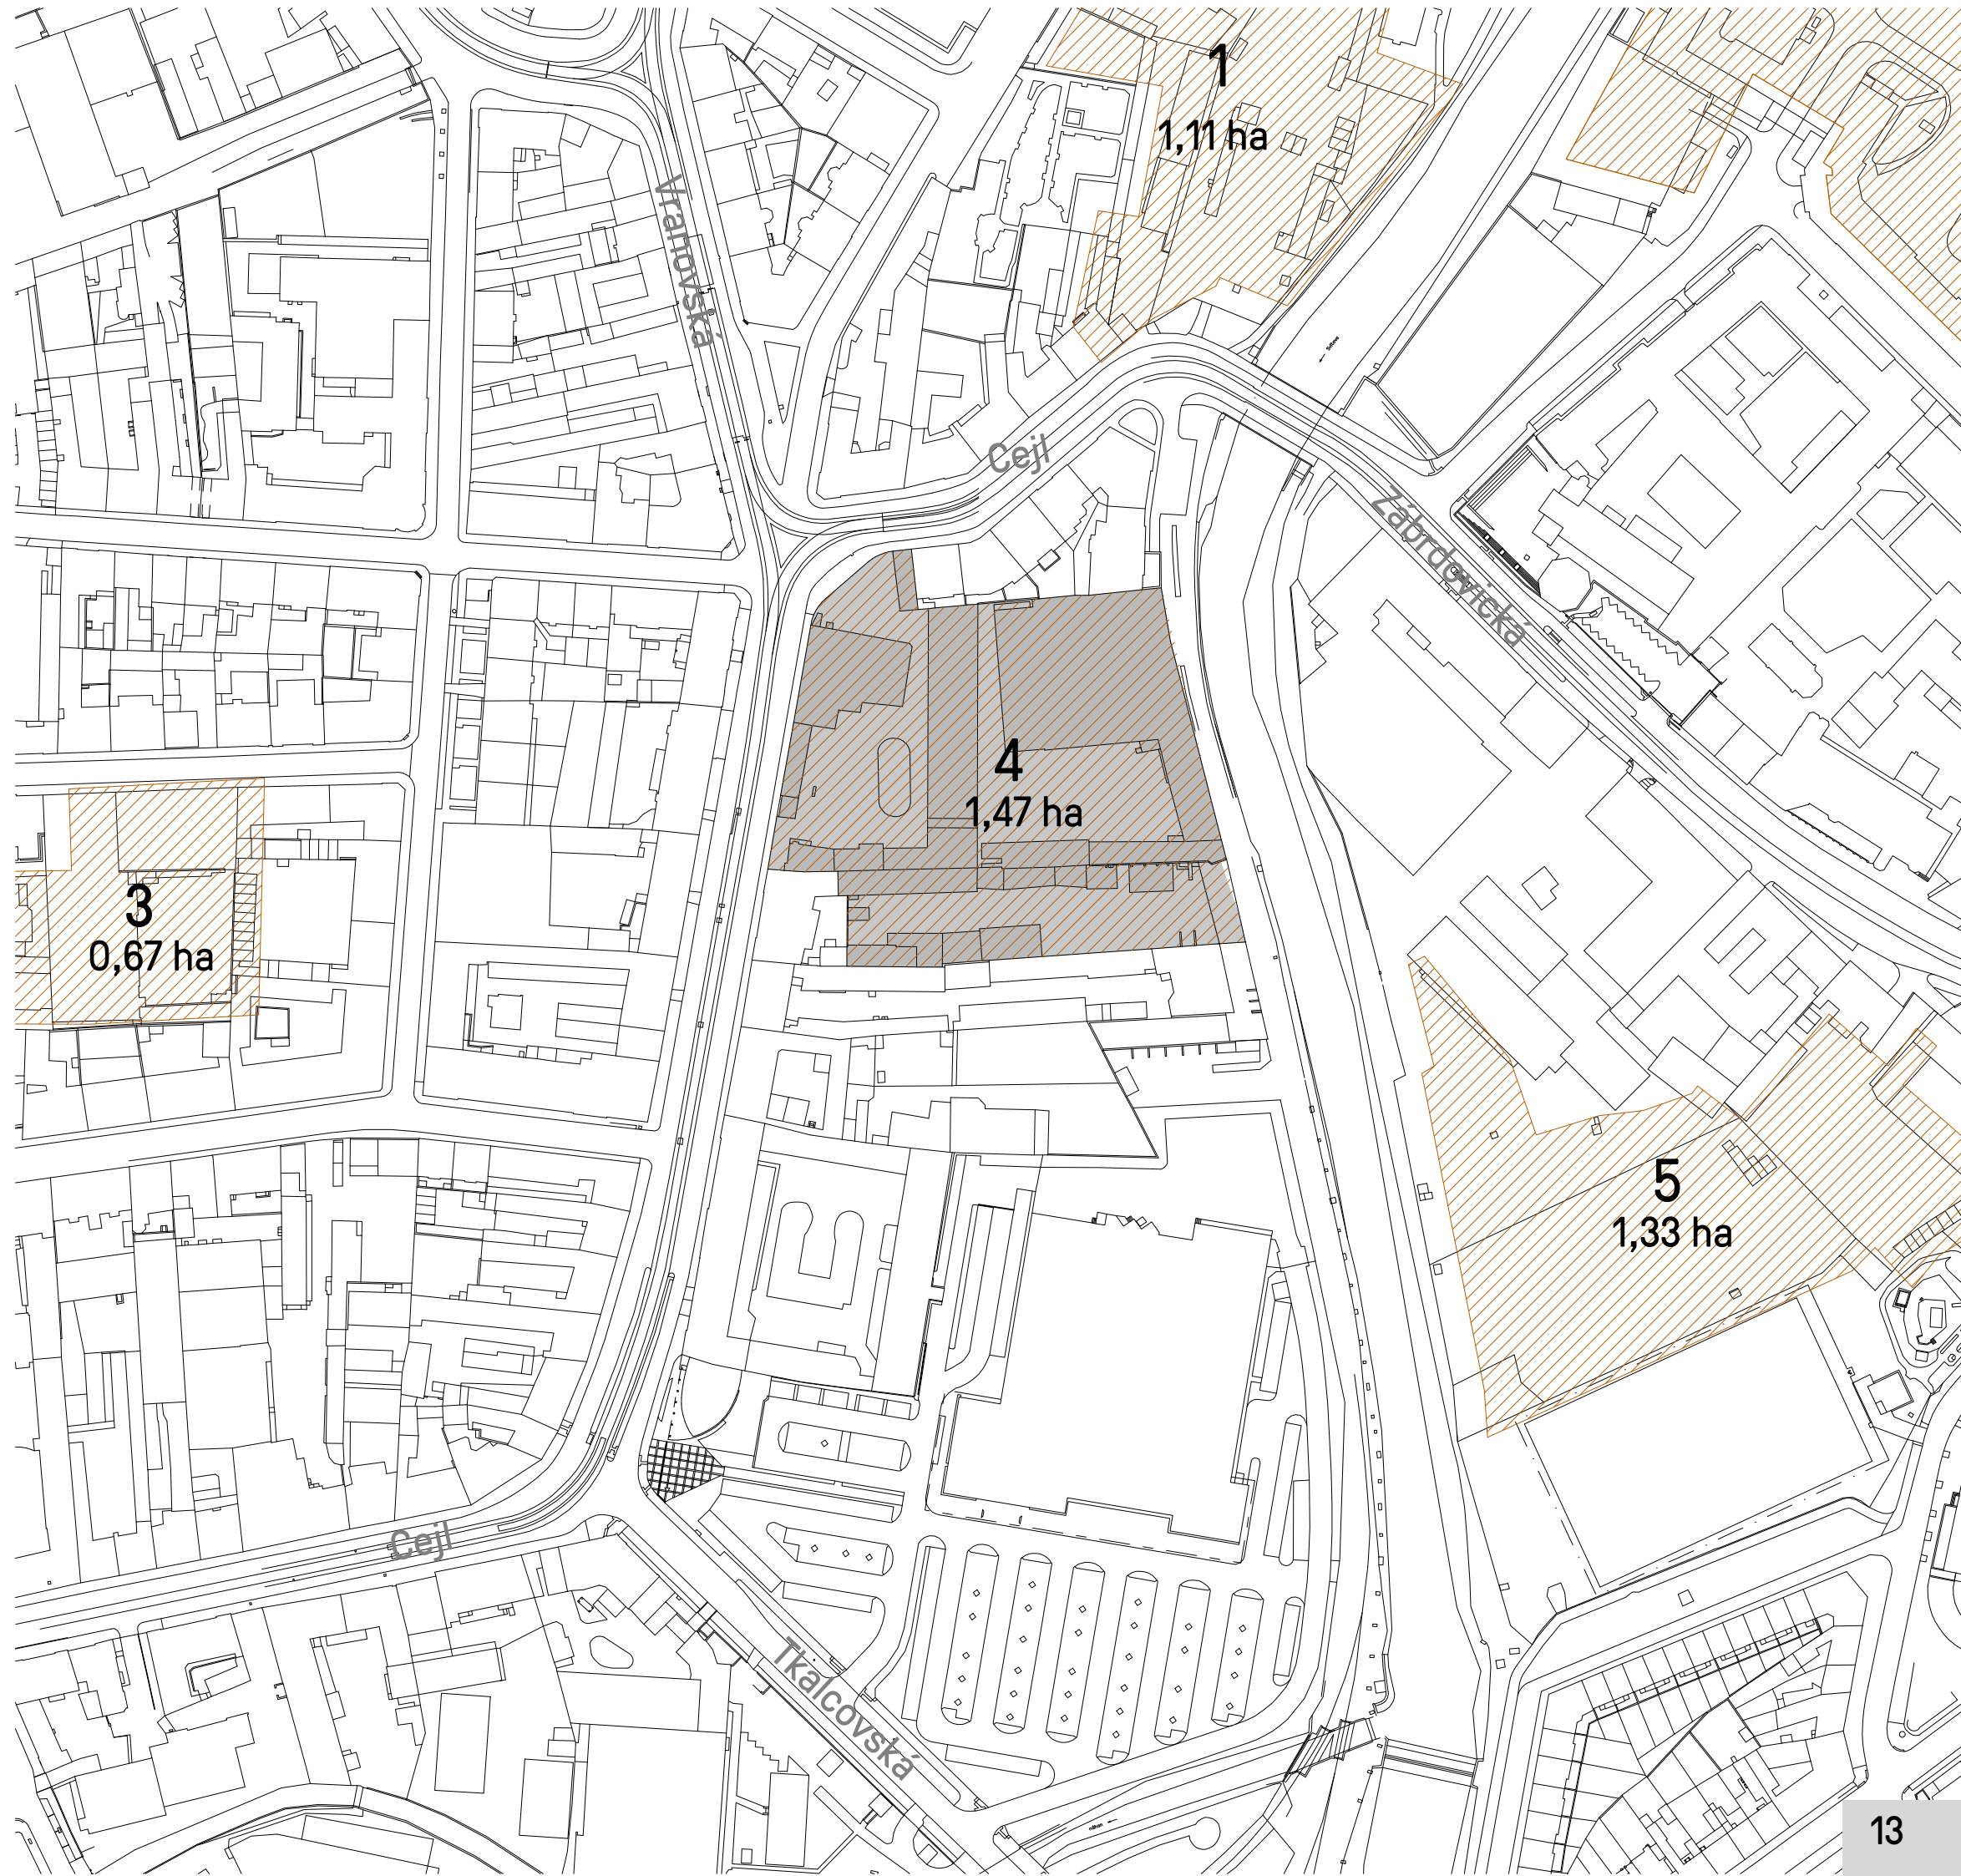 1
1,11 ha
Vranovská
Cejl
Zábrdovická
4
1,47 ha
3
0,67 ha
5
1,33 ha
Cejl
Tkalcovská
13